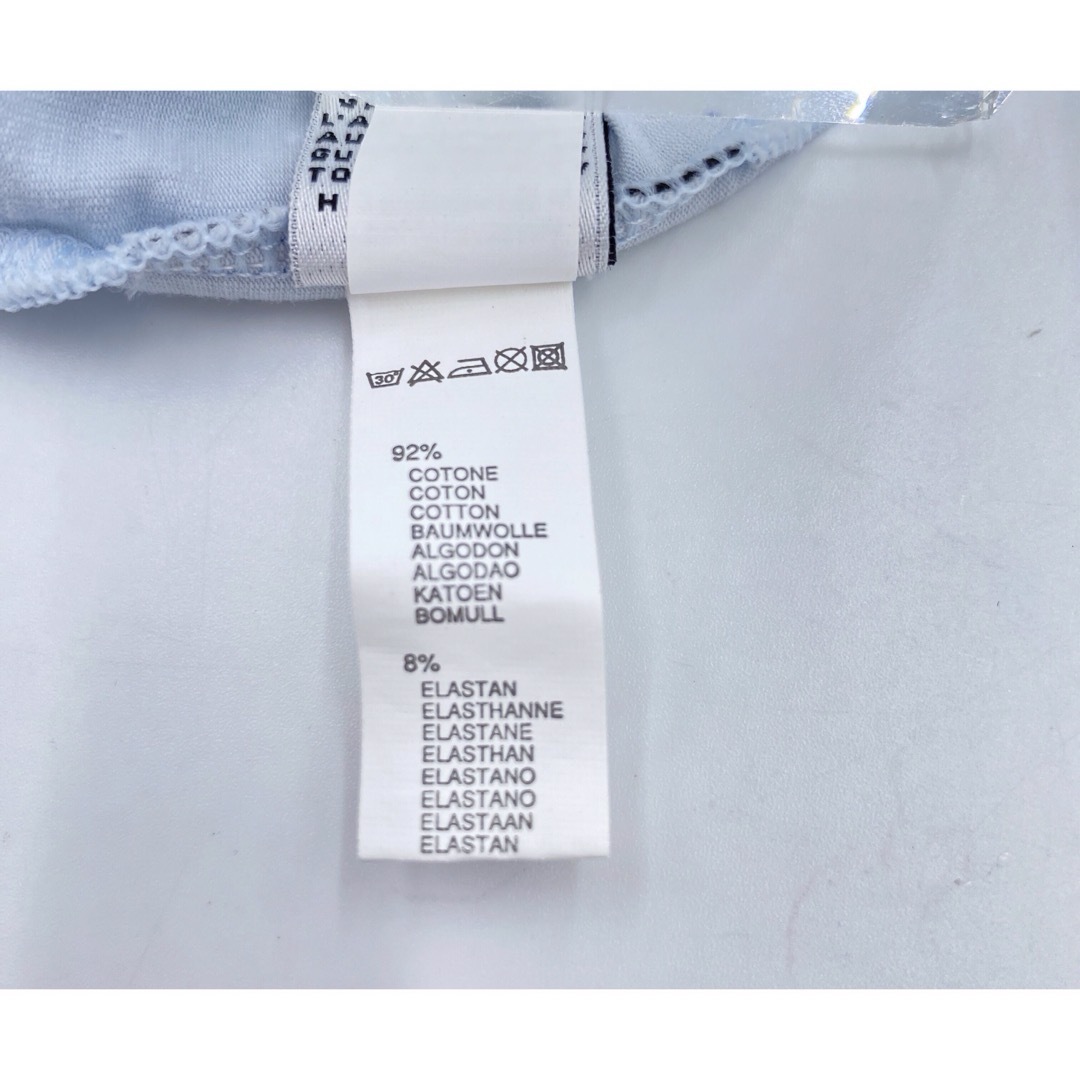 30°
92%
COTONE
COTON
COTTON
BAUMWOLLE
ALGODON
ALGODAO
KATOEN
BOMULL
8%
ELASTAN
ELASTHANNE
ELASTANE
ELASTHAN
ELASTANO
ELASTANO
ELASTAAN
ELASTAN